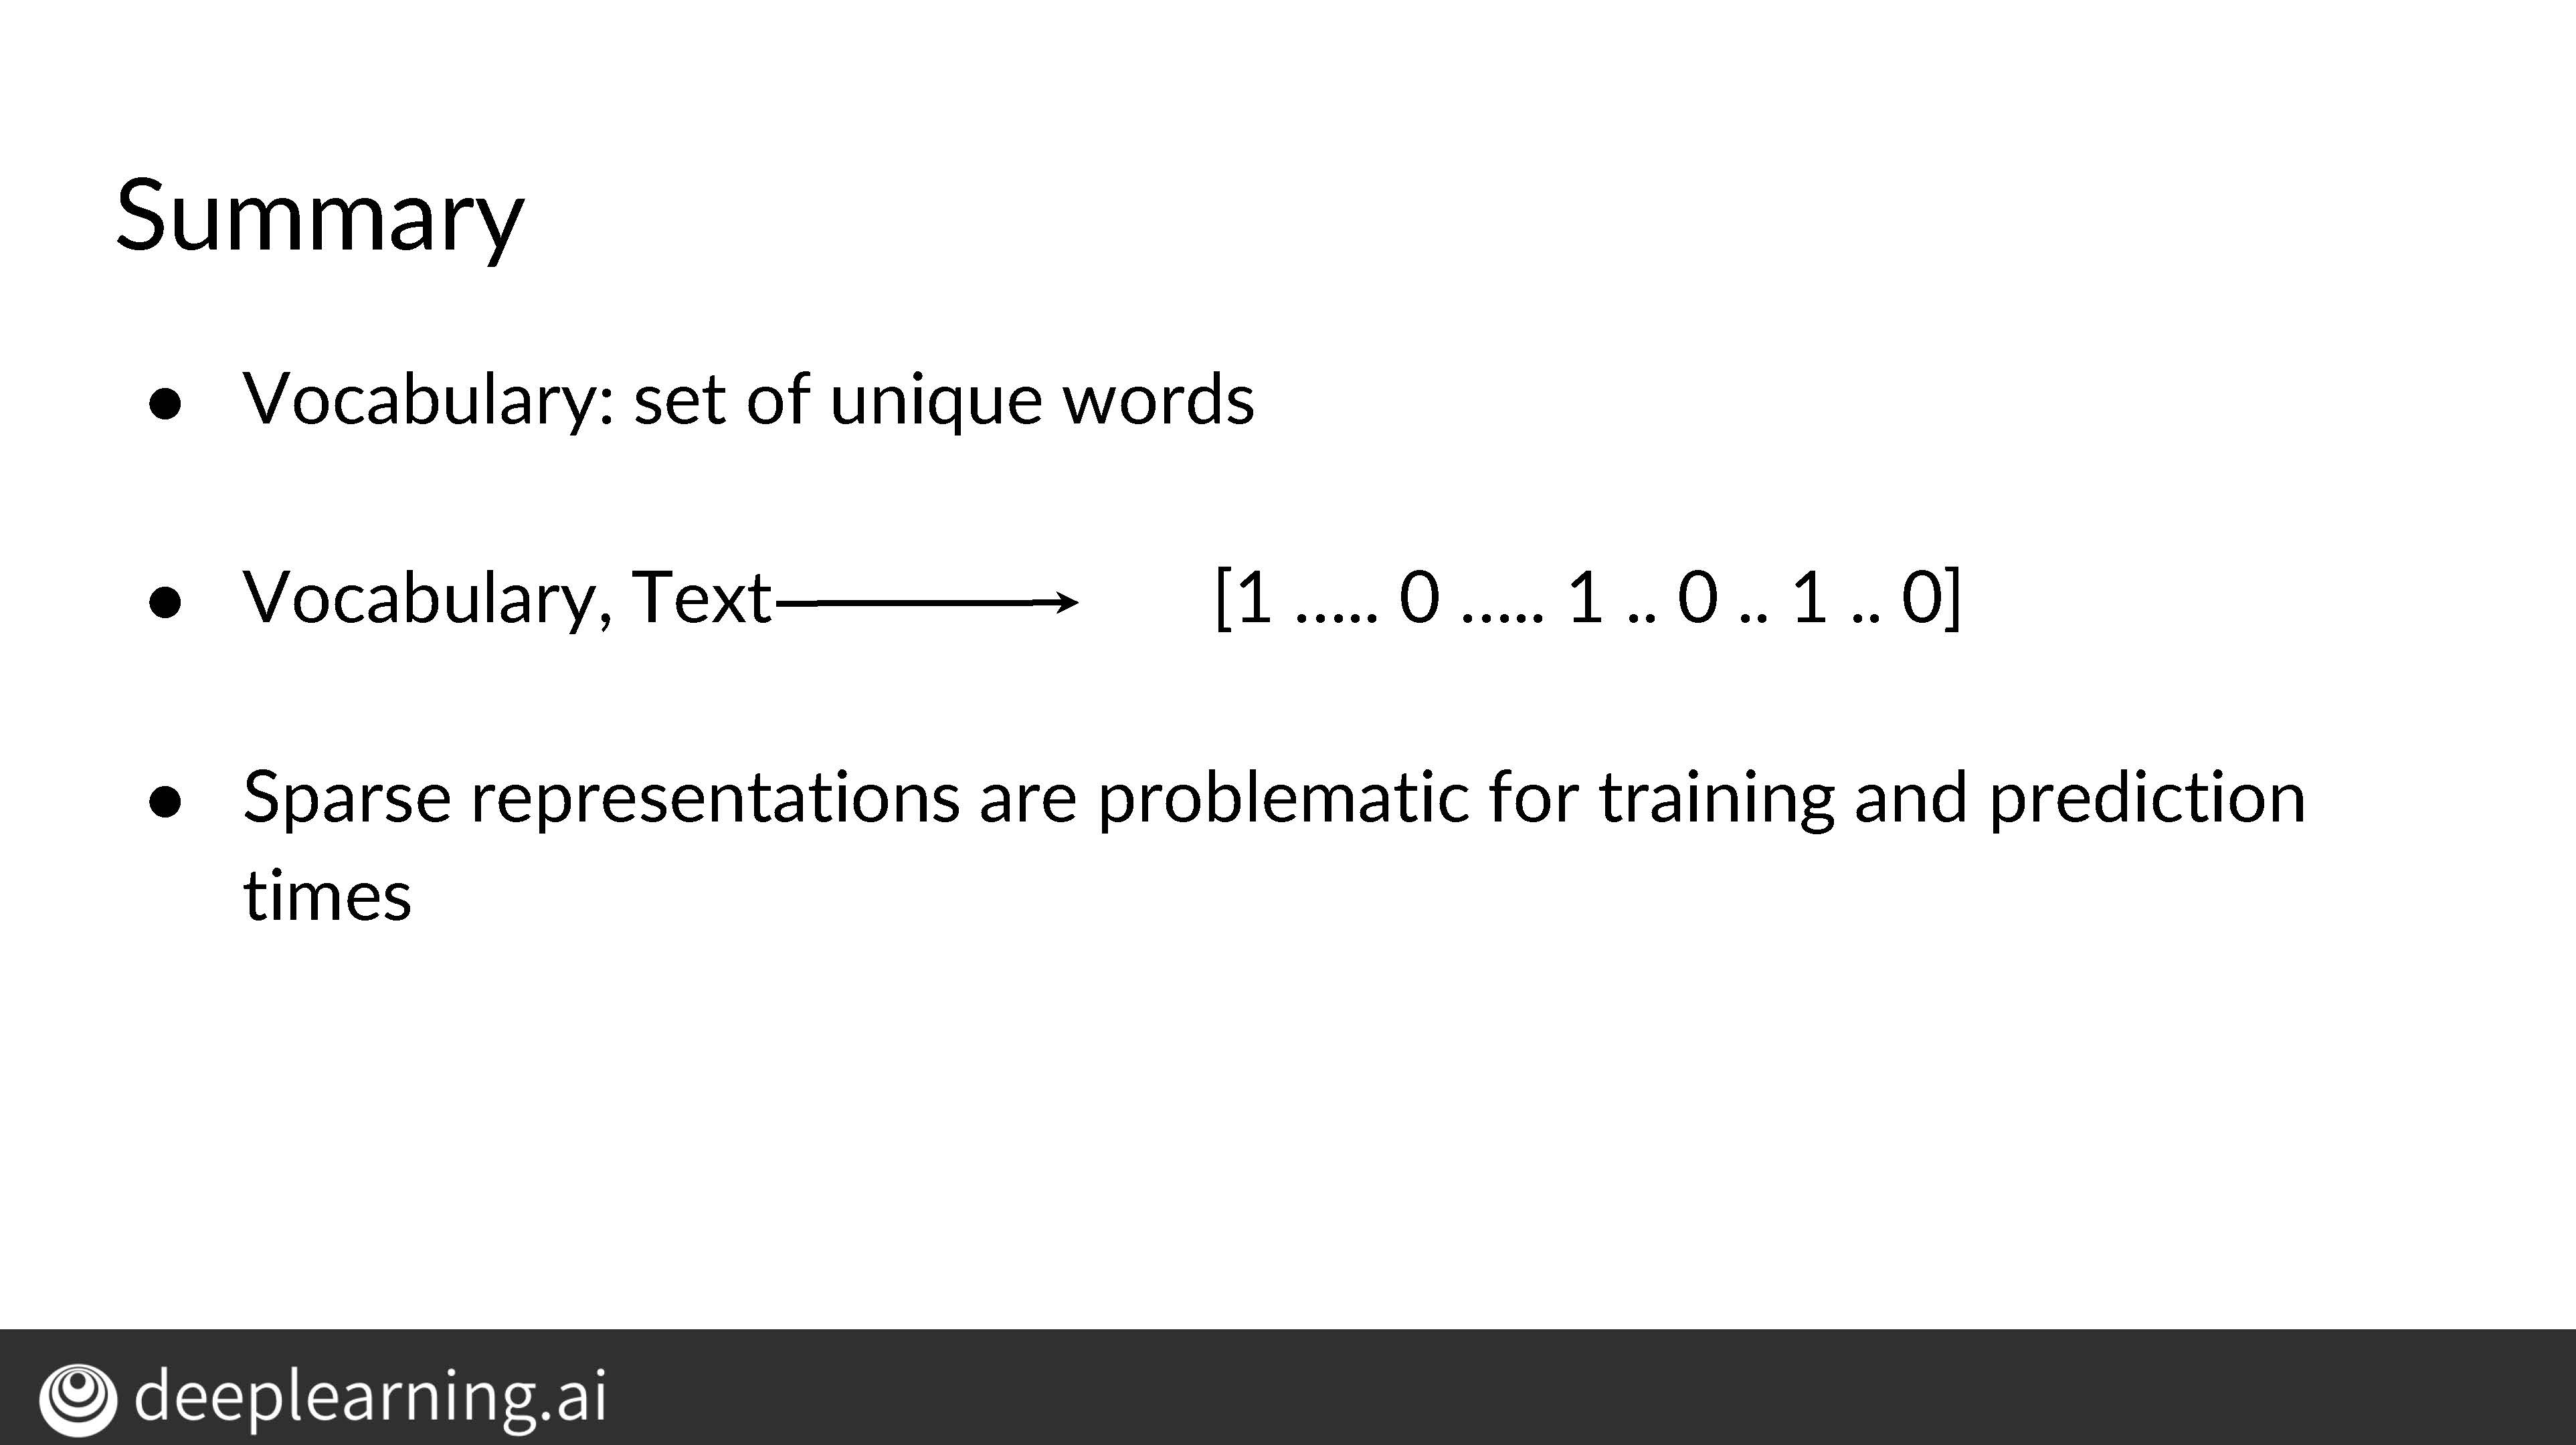 Summary
● Vocabulary: set of unique words
● Vocabulary, Text [1 ..... 0 ..... 1 .. 0 .. 1 .. 0]
● Sparse representations are problematic for training and prediction
times
deeplearning.ai